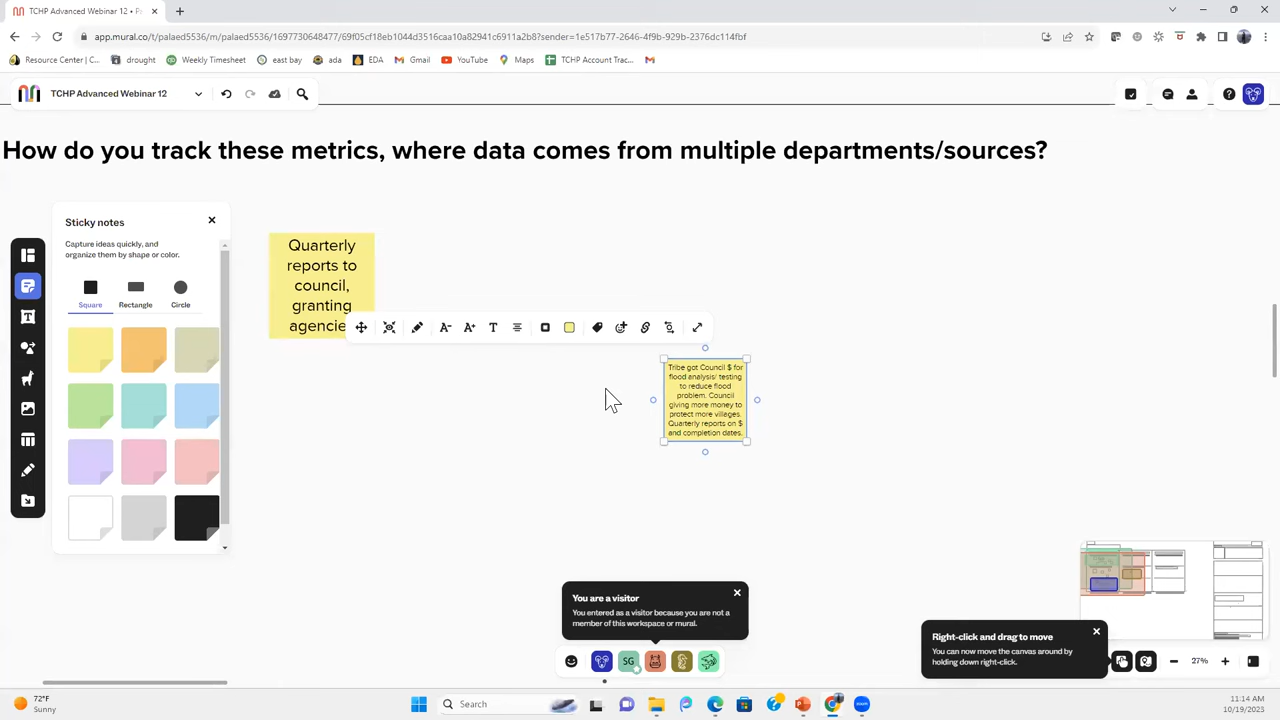 TCHP Advanced Webinar 12 • P
app.mural.co/t/palaed5536/m/palaed5536/1697730648477/69f05cf18eb1044d3516caa10a82941c6911a2b8?sender=1e517b77-2646-4f9b-929b-2376dc114fbf
Resource Center | C...
drought
Weekly Timesheet
east bay
ada
EDA
Gmail
YouTube
Maps
TCHP Account Trac...
TCHP Advanced Webinar 12
How do you track these metrics, where data comes from multiple departments/sources?
Sticky notes
Capture ideas quickly, and
organize them by shape or color.
Square
Rectangle
Circle
Quarterly
reports to
council,
granting
agencie
Tribe got Council $ for
flood analysis/ testing
to reduce flood
problem. Council
giving more money to
protect more villages.
Quarterly reports on $
and completion dates.
You are a visitor
You entered as a visitor because you are not a
member of this workspace or mural.
SG
Right-click and drag to move
You can now move the canvas around by
holding down right-click.
27%
72°F
Sunny
Search
11:14 AM
10/19/2023